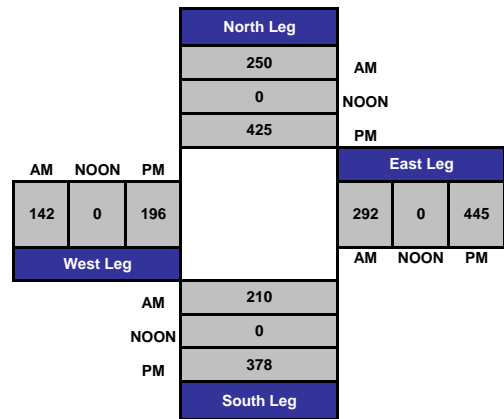 North Leg
250 AM
0 NOON
425 PM
AM NOON PM East Leg
142 0 196 292 0 445
West Leg AM NOON PM
AM 210
NOON 0
PM 378
South Leg